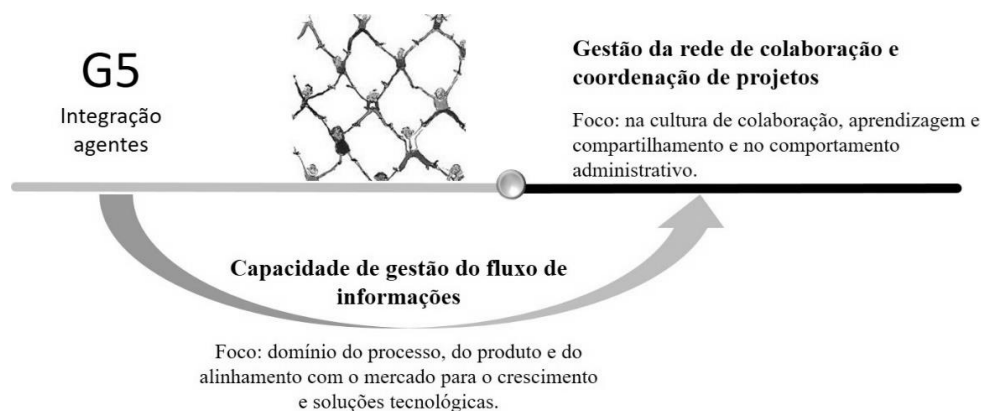 G5
Integração
agentes
Gestão da rede de colaboração e
coordenação de projetos
Foco: na cultura de colaboração, aprendizagem e
compartilhamento e no comportamento
administrativo.
Capacidade de gestão do fluxo de
informações
Foco: domínio do processo, do produto e do
alinhamento com o mercado para o crescimento
e soluções tecnológicas.